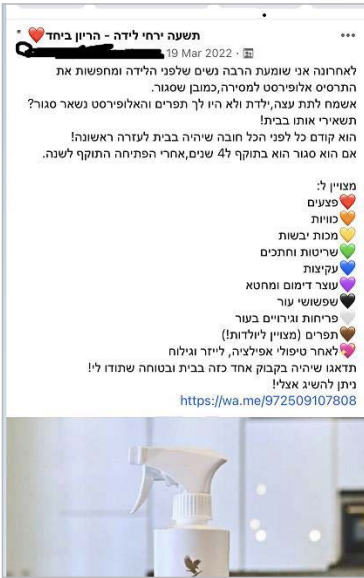 תשעה ירחי לידה - הריון ביחד❤️
19 Mar 2022 ·
לאחרונה אני שומעת הרבה נשים שלפני הלידה ומחפשות את
התרסיס אלופירסט למסירה,כמובן שסגור.
אשמח לתת עצה,ילדת ולא היו לך תפרים והאלופירסט נשאר סגור?
תשאירי אותו בבית!
הוא קודם כל לפני הכל חובה שיהיה בבית לעזרה ראשונה!
אם הוא סגור הוא בתוקף ל4 שנים,אחרי הפתיחה התוקף לשנה.
מצויין ל:
❤️פצעים
🧡כוויות
💛מכות יבשות
💚שריטות וחתכים
💙עקיצות
💜עוצר דימום ומחטא
🖤שפשושי עור
🤍פריחות וגירויים בעור
🤎תפרים (מצויין ליולדות!)
💖לאחר טיפולי אפילציה, לייזר וגילוח
תדאגו שיהיה בקבוק אחד כזה בבית ובטוחה שתודו לי!
ניתן להשיג אצלי!
https://wa.me/972509107808